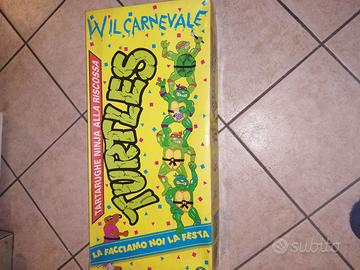 W IL CARNEVALE
TARTARUGHE NINJA ALLA RISCOSSA
TURTLES
LA FACCIAMO NOI LA FESTA
subito